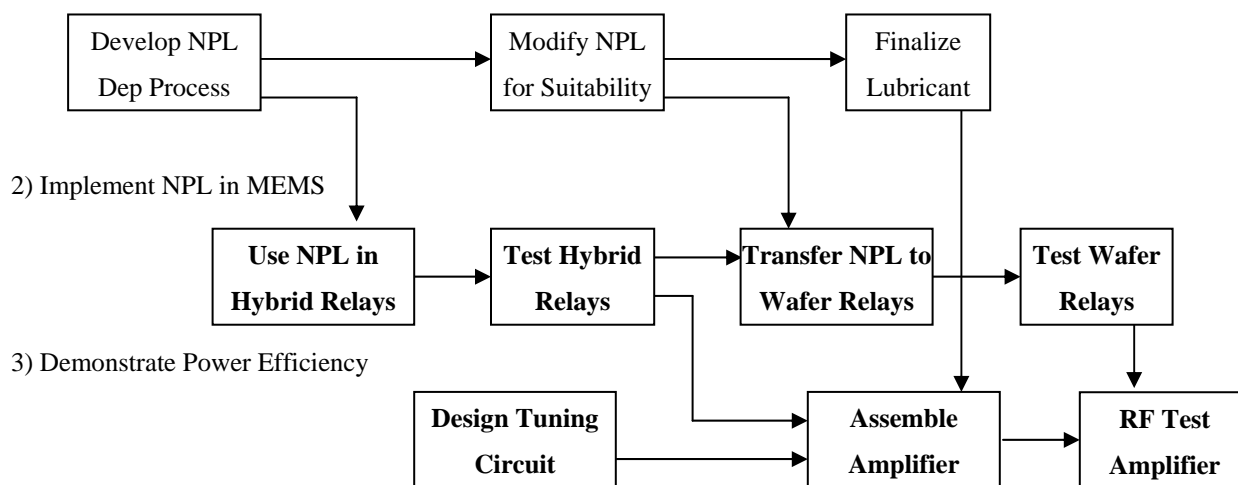 Develop NPL
Dep Process
Modify NPL
for Suitability
Finalize
Lubricant
2) Implement NPL in MEMS
Use NPL in
Hybrid Relays
Test Hybrid
Relays
Transfer NPL to
Wafer Relays
Test Wafer
Relays
3) Demonstrate Power Efficiency
Design Tuning
Circuit
Assemble
Amplifier
RF Test
Amplifier